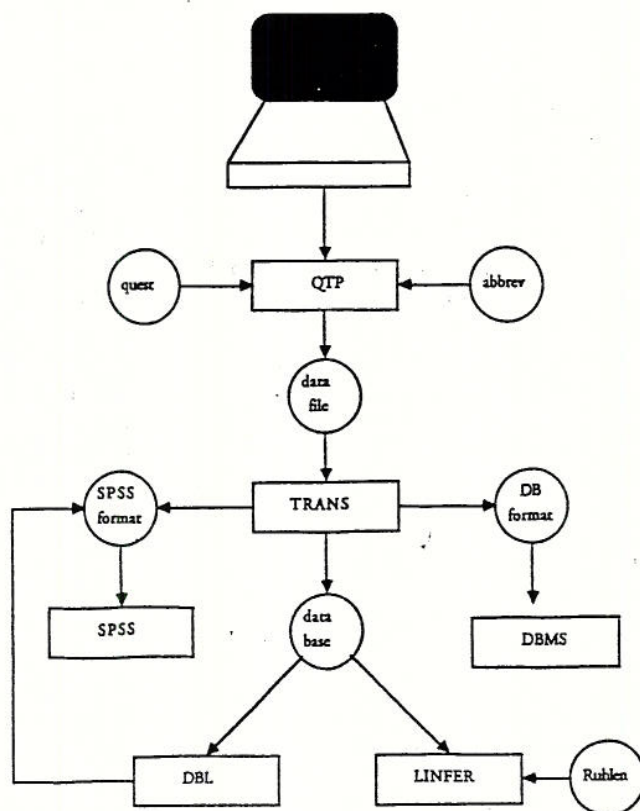 quest
QTP
abbrev
data
file
SPSS
format
TRANS
DB
format
SPSS
data
base
DBMS
DBL
LINFER
Ruhlen